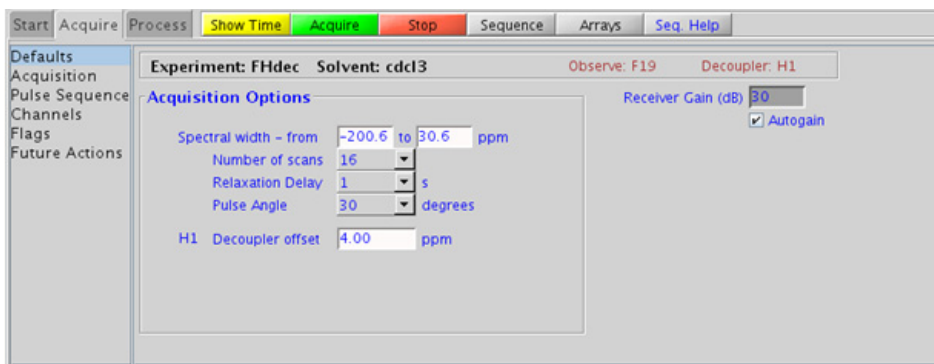 Start Acquire Process Show Time Acquire Stop Sequence Arrays Seq. Help
Defaults
Acquisition
Pulse Sequence
Channels
Flags
Future Actions
Experiment: FHdec Solvent: cdcl3 Observe: F19 Decoupler: H1
Acquisition Options
Spectral width - from -200.6 to 30.6 ppm
Number of scans 16
Relaxation Delay 1 s
Pulse Angle 30 degrees
H1 Decoupler offset 4.00 ppm
Receiver Gain (dB) 30
Autogain